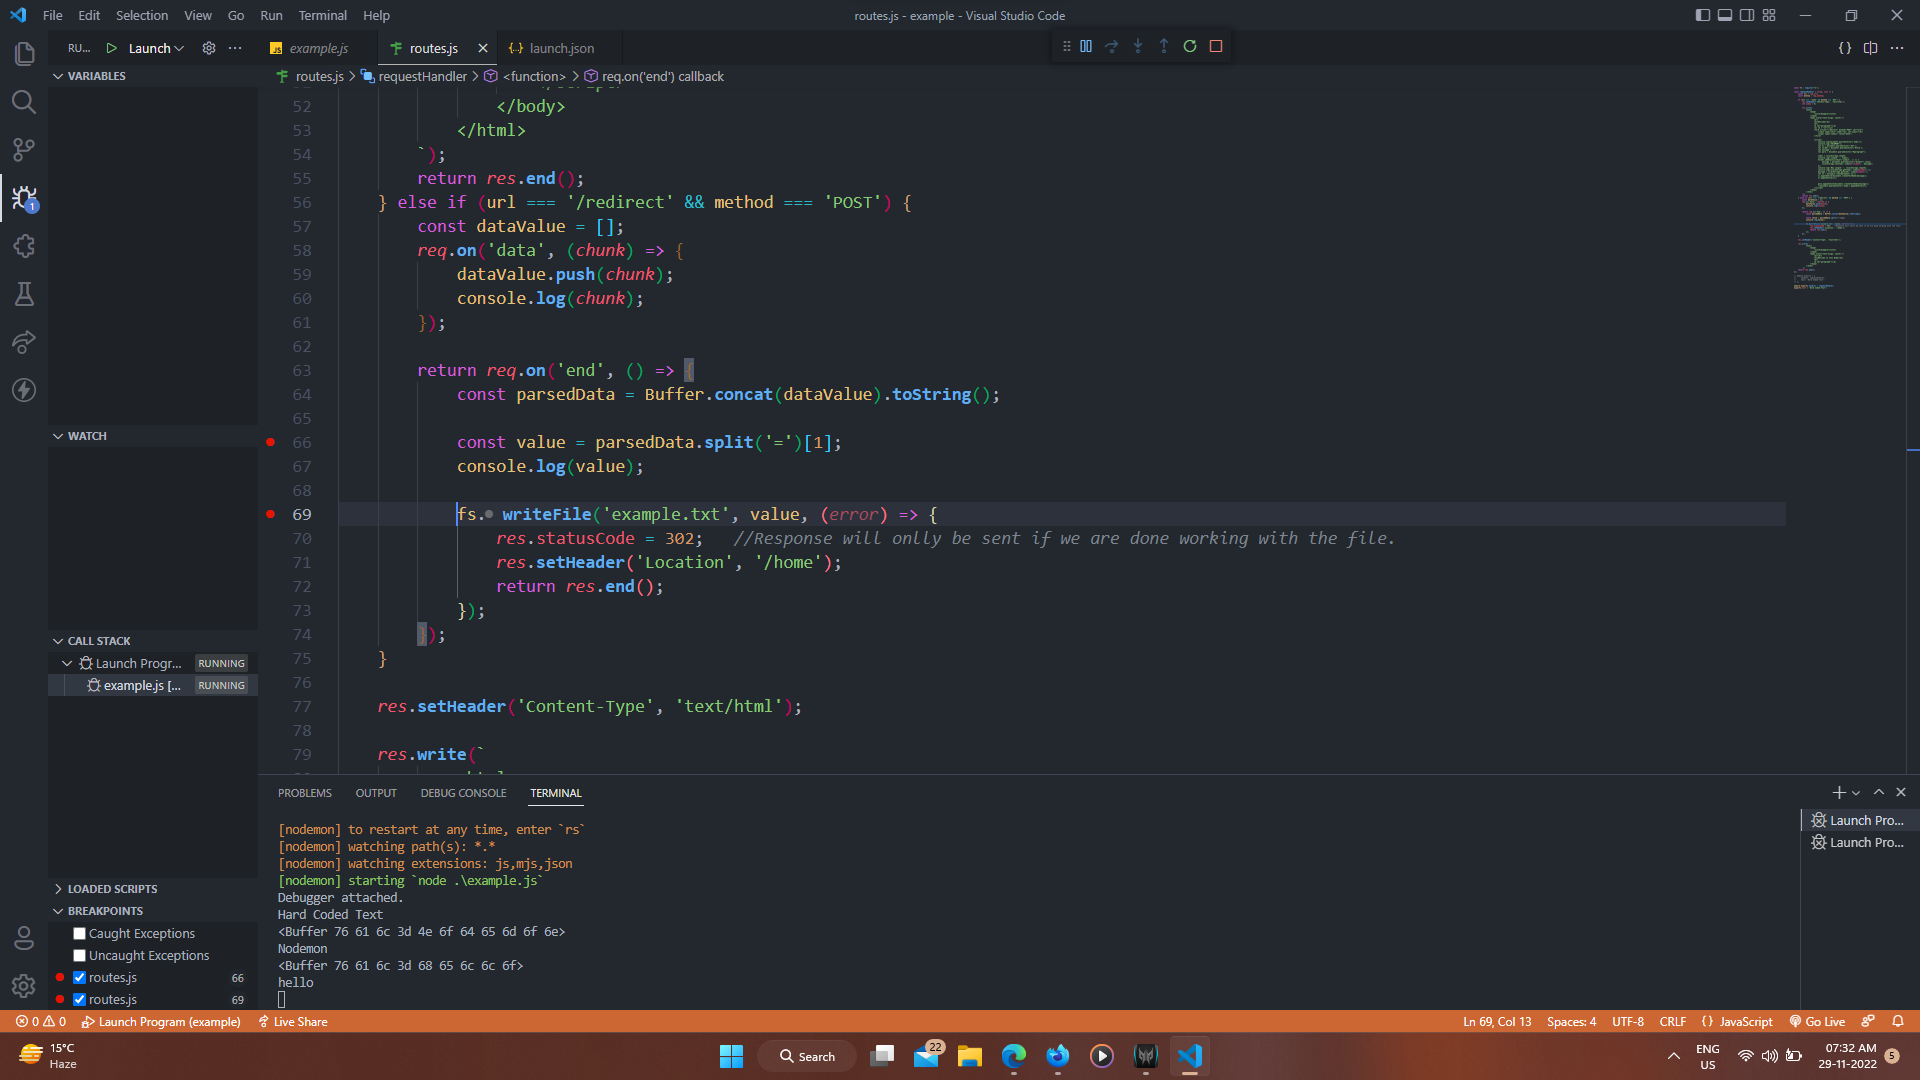 File Edit Selection View Go Run Terminal Help
routes.js - example - Visual Studio Code
RU... Launch
example.js
routes.js
launch.json
routes.js > requestHandler > <function> > req.on('end') callback
VARIABLES
WATCH
CALL STACK
Launch Progr... RUNNING
example.js [... RUNNING
LOADED SCRIPTS
BREAKPOINTS
Caught Exceptions
Uncaught Exceptions
routes.js 66
routes.js 69
52 </body>
53 </html>
54 `);
55 return res.end();
56 } else if (url === '/redirect' && method === 'POST') {
57 const dataValue = [];
58 req.on('data', (chunk) => {
59 dataValue.push(chunk);
60 console.log(chunk);
61 });
62
63 return req.on('end', () => {
64 const parsedData = Buffer.concat(dataValue).toString();
65
66 const value = parsedData.split('=')[1];
67 console.log(value);
68
69 fs. writeFile('example.txt', value, (error) => {
70 res.statusCode = 302; //Response will onlly be sent if we are done working with the file.
71 res.setHeader('Location', '/home');
72 return res.end();
73 });
74 });
75 }
76
77 res.setHeader('Content-Type', 'text/html');
78
79 res.write(`
PROBLEMS OUTPUT DEBUG CONSOLE TERMINAL
[nodemon] to restart at any time, enter `rs`
[nodemon] watching path(s): *.*
[nodemon] watching extensions: js,mjs,json
[nodemon] starting `node .\example.js`
Debugger attached.
Hard Coded Text
<Buffer 76 61 6c 3d 4e 6f 64 65 6d 6f 6e>
Nodemon
<Buffer 76 61 6c 3d 68 65 6c 6c 6f>
hello
Launch Pro...
Launch Pro...
1
0 0 Launch Program (example) Live Share
Ln 69, Col 13 Spaces: 4 UTF-8 CRLF {} JavaScript Go Live
15°C
Haze
Search
22
ENG
US
07:32 AM
29-11-2022
5